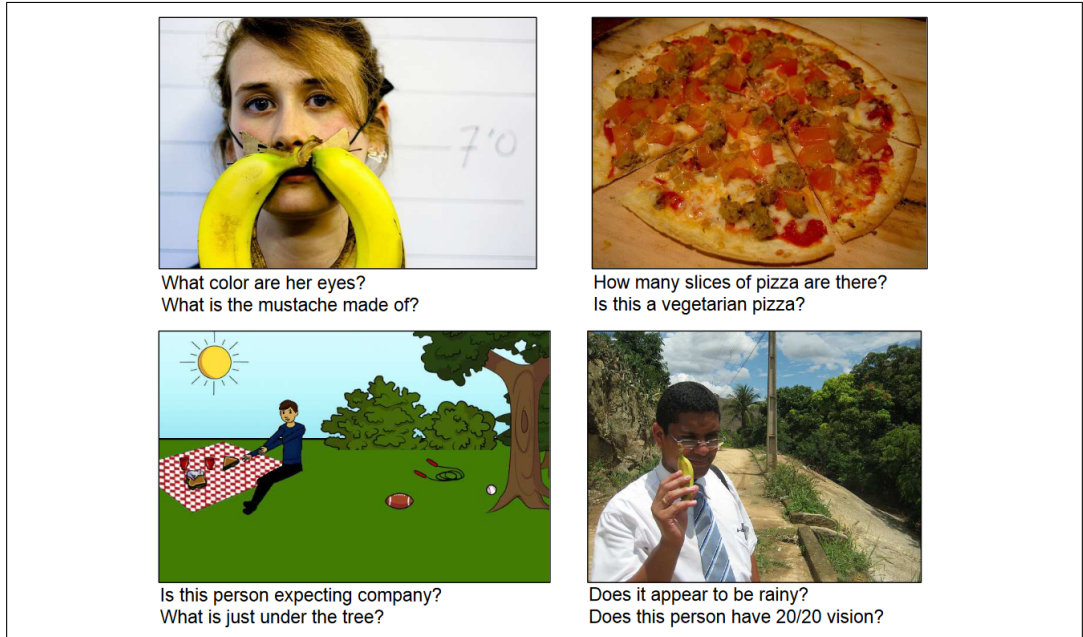 7'0
What color are her eyes?
What is the mustache made of?
How many slices of pizza are there?
Is this a vegetarian pizza?
Is this person expecting company?
What is just under the tree?
Does it appear to be rainy?
Does this person have 20/20 vision?